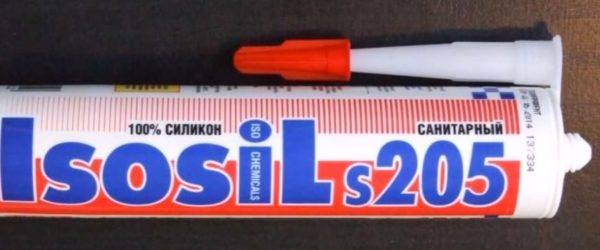 100% СИЛИКОН
САНИТАРНЫЙ
IsosiL s205
ISO
CHEMICALS